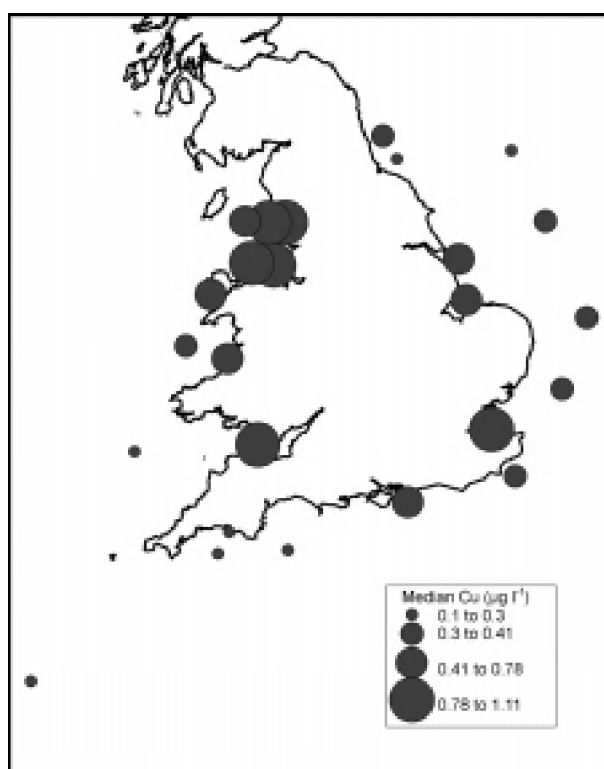 Median Cu (µg l⁻¹)
0.1 to 0.3
0.3 to 0.41
0.41 to 0.78
0.78 to 1.11